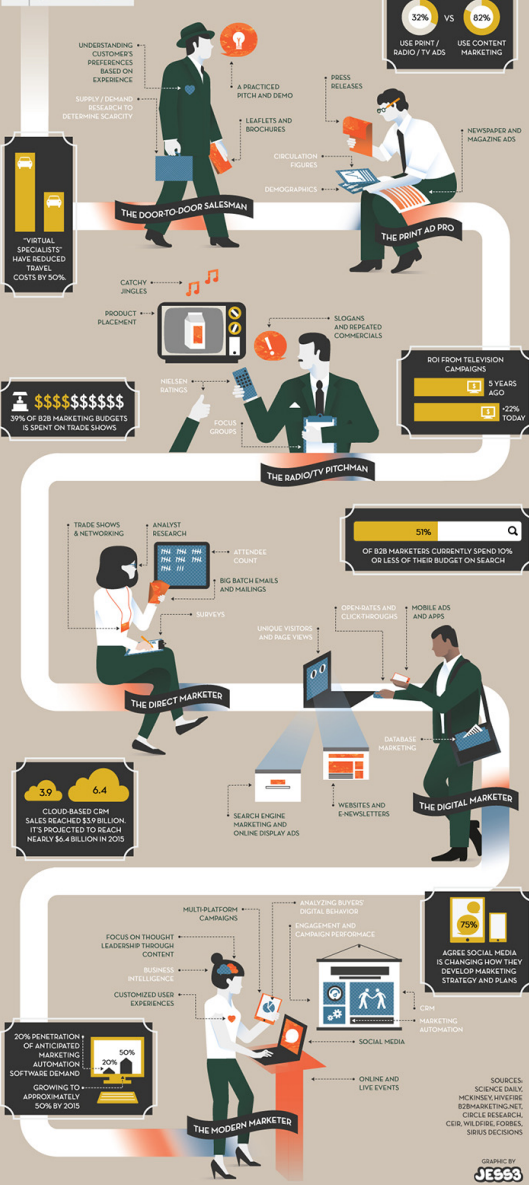 32%
VS
82%
USE PRINT /
RADIO / TV ADS
USE CONTENT
MARKETING
UNDERSTANDING
CUSTOMER'S
PREFERENCES
BASED ON
EXPERIENCE
SUPPLY / DEMAND
RESEARCH TO
DETERMINE SCARCITY
A PRACTICED
PITCH AND DEMO
LEAFLETS AND
BROCHURES
THE DOOR-TO-DOOR SALESMAN
PRESS
RELEASES
CIRCULATION
FIGURES
DEMOGRAPHICS
NEWSPAPER AND
MAGAZINE ADS
THE PRINT AD PRO
"VIRTUAL
SPECIALISTS"
HAVE REDUCED
TRAVEL
COSTS BY 50%.
CATCHY
JINGLES
PRODUCT
PLACEMENT
SLOGANS
AND REPEATED
COMMERCIALS
NIELSEN
RATINGS
FOCUS
GROUPS
THE RADIO/TV PITCHMAN
ROI FROM TELEVISION
CAMPAIGNS
5 YEARS
AGO
-22%
TODAY
$$$$$$$$$$
39% OF B2B MARKETING BUDGETS
IS SPENT ON TRADE SHOWS
51%
OF B2B MARKETERS CURRENTLY SPEND 10%
OR LESS OF THEIR BUDGET ON SEARCH
TRADE SHOWS
& NETWORKING
ANALYST
RESEARCH
ATTENDEE
COUNT
BIG BATCH EMAILS
AND MAILINGS
SURVEYS
THE DIRECT MARKETER
UNIQUE VISITORS
AND PAGE VIEWS
OPEN-RATES AND
CLICK-THROUGHS
MOBILE ADS
AND APPS
DATABASE
MARKETING
SEARCH ENGINE
MARKETING AND
ONLINE DISPLAY ADS
WEBSITES AND
E-NEWSLETTERS
THE DIGITAL MARKETER
3.9
6.4
CLOUD-BASED CRM
SALES REACHED $3.9 BILLION.
IT'S PROJECTED TO REACH
NEARLY $6.4 BILLION IN 2015
MULTI-PLATFORM
CAMPAIGNS
ANALYZING BUYERS'
DIGITAL BEHAVIOR
ENGAGEMENT AND
CAMPAIGN PERFORMACE
FOCUS ON THOUGHT
LEADERSHIP THROUGH
CONTENT
BUSINESS
INTELLIGENCE
CUSTOMIZED USER
EXPERIENCES
CRM
MARKETING
AUTOMATION
SOCIAL MEDIA
ONLINE AND
LIVE EVENTS
THE MODERN MARKETER
75%
AGREE SOCIAL MEDIA
IS CHANGING HOW THEY
DEVELOP MARKETING
STRATEGY AND PLANS
20% PENETRATION
OF ANTICIPATED
MARKETING
AUTOMATION
SOFTWARE DEMAND
GROWING TO
APPROXIMATELY
50% BY 2015
20%
50%
SOURCES:
SCIENCE DAILY,
MCKINSEY, HIVEFIRE
B2BMARKETING.NET,
CIRCLE RESEARCH,
CEIR, WILDFIRE, FORBES,
SIRIUS DECISIONS
GRAPHIC BY
JESS3